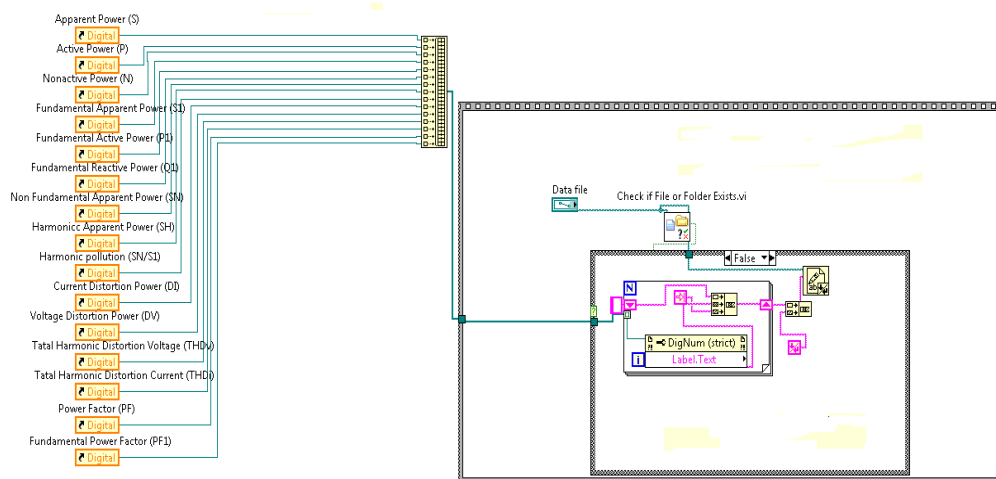 Apparent Power (S)
Digital
Active Power (P)
Digital
Nonactive Power (N)
Digital
Fundamental Apparent Power (S1)
Digital
Fundamental Active Power (P1)
Digital
Fundamental Reactive Power (Q1)
Digital
Non Fundamental Apparent Power (SN)
Digital
Harmonicc Apparent Power (SH)
Digital
Harmonic pollution (SN/S1)
Digital
Current Distortion Power (DI)
Digital
Voltage Distortion Power (DV)
Digital
Tatal Harmonic Distortion Voltage (THDv)
Digital
Tatal Harmonic Distortion Current (THDi)
Digital
Power Factor (PF)
Digital
Fundamental Power Factor (PF1)
Digital
Data file
Check if File or Folder Exists.vi
?
False
N
DigNum (strict)
Label.Text
i